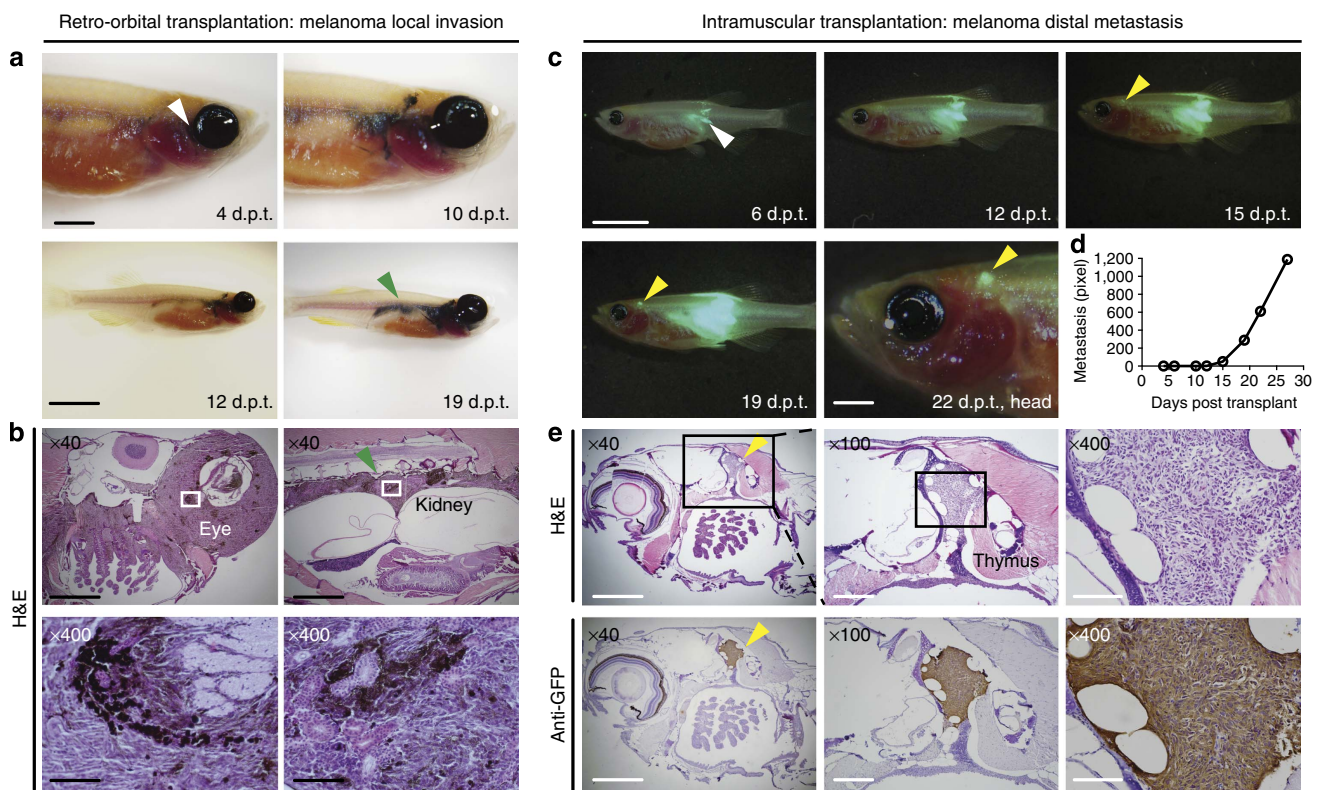 Retro-orbital transplantation: melanoma local invasion
Intramuscular transplantation: melanoma distal metastasis
a
4 d.p.t.
10 d.p.t.
12 d.p.t.
19 d.p.t.
b
H&E
×40
Eye
×40
Kidney
×400
×400
c
6 d.p.t.
12 d.p.t.
15 d.p.t.
19 d.p.t.
22 d.p.t., head
d
Metastasis (pixel)
1,200
1,000
800
600
400
200
0
0 5 10 15 20 25 30
Days post transplant
e
H&E
×40
×100
Thymus
×400
Anti-GFP
×40
×100
×400